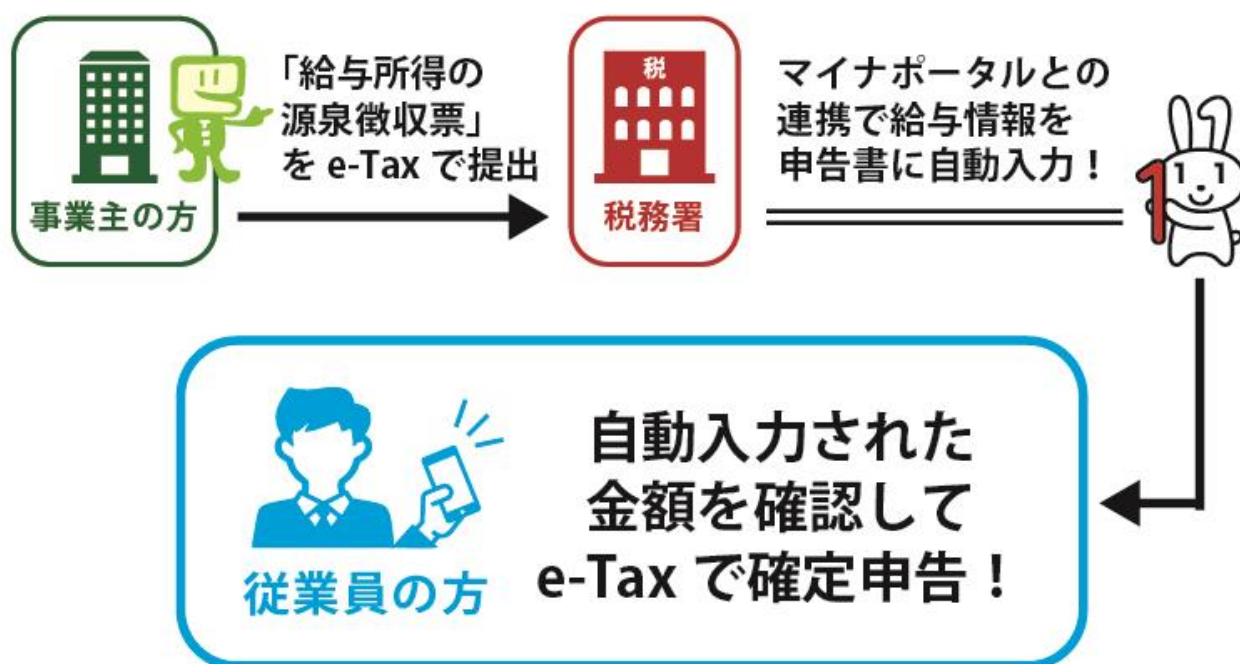 「給与所得の
源泉徴収票」
を e-Tax で提出
事業主の方
税
税務署
マイナポータルとの
連携で給与情報を
申告書に自動入力！
1
1 1
自動入力された
金額を確認して
e-Tax で確定申告！
従業員の方